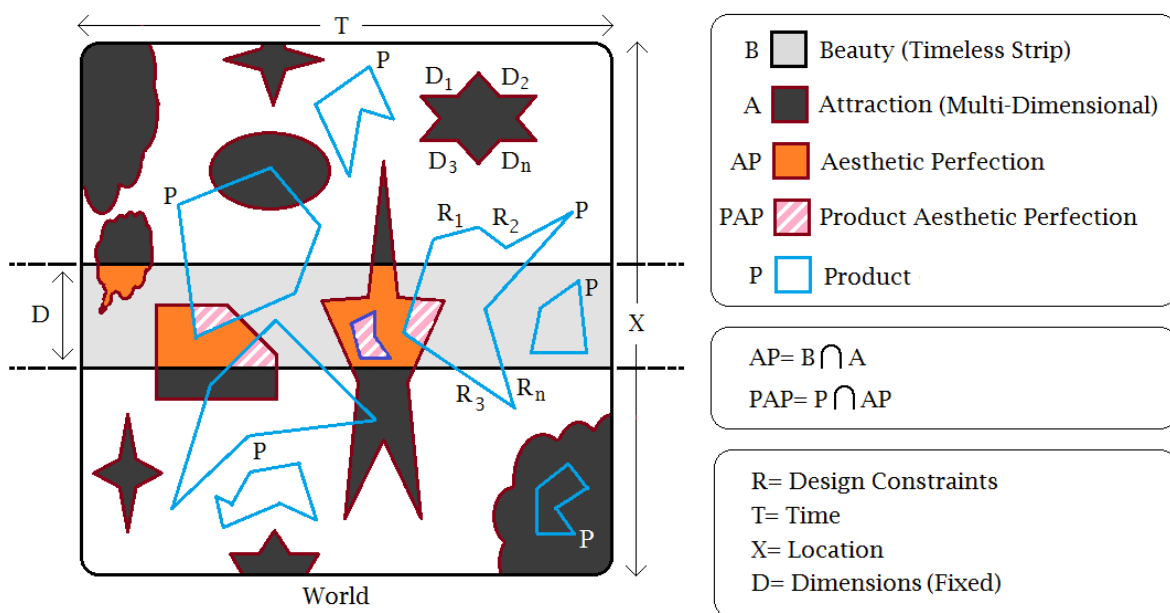 T
P
D1 D2
D3 Dn
P
R1 R2 P
P
D
X
R3 Rn
P
P
World
B Beauty (Timeless Strip)
A Attraction (Multi-Dimensional)
AP Aesthetic Perfection
PAP Product Aesthetic Perfection
P Product
AP= B ⋂ A
PAP= P ⋂ AP
R= Design Constraints
T= Time
X= Location
D= Dimensions (Fixed)